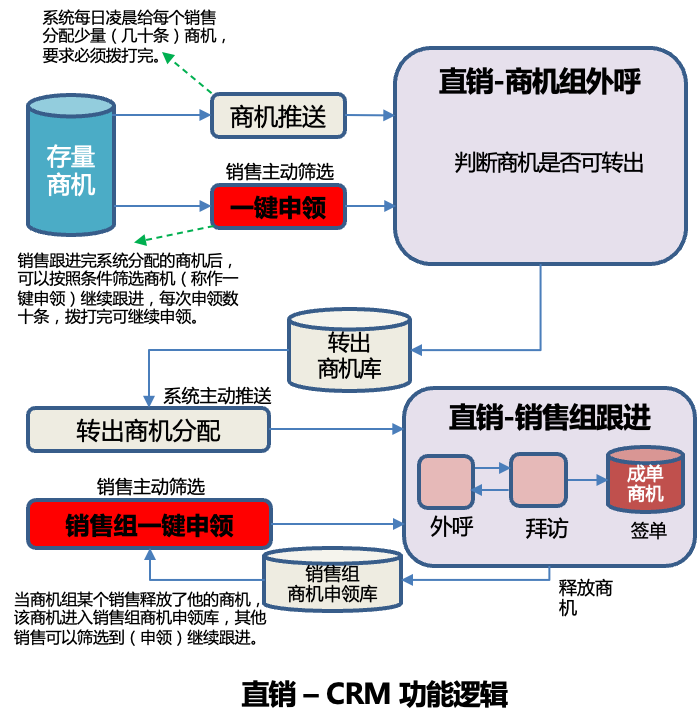 系统每日凌晨给每个销售
分配少量（几十条）商机，
要求必须拨打完。
直销-商机组外呼
存量
商机
商机推送
判断商机是否可转出
销售主动筛选
一键申领
销售跟进完系统分配的商机后，
可以按照条件筛选商机（称作一
键申领）继续跟进，每次申领数
十条，拨打完可继续申领。
转出
商机库
系统主动推送
转出商机分配
直销-销售组跟进
成单
商机
外呼
拜访
签单
销售主动筛选
销售组一键申领
销售组
商机申领库
释放商
机
当商机组某个销售释放了他的商机，
该商机进入销售组商机申领库，其他
销售可以筛选到（申领）继续跟进。
直销 – CRM 功能逻辑